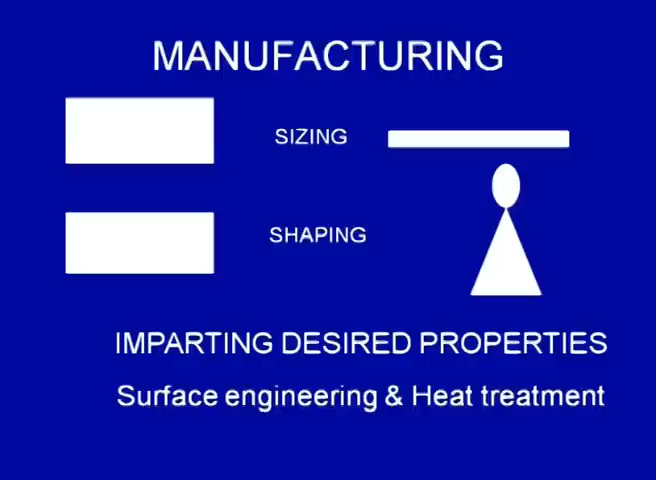 MANUFACTURING
SIZING
SHAPING
IMPARTING DESIRED PROPERTIES
Surface engineering & Heat treatment